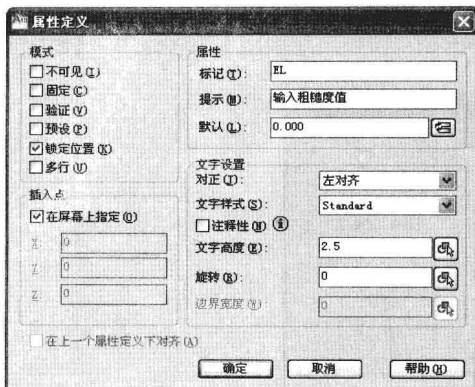 属性定义
模式
不可见(I)
固定(C)
验证(V)
预设(P)
锁定位置(K)
多行(U)
插入点
在屏幕上指定(O)
X: 0
Y: 0
Z: 0
在上一个属性定义下对齐(A)
属性
标记(T): EL
提示(M): 输入粗糙度值
默认(L): 0.000
文字设置
对正(J): 左对齐
文字样式(S): Standard
注释性(N)
文字高度(E): 2.5
旋转(R): 0
边界宽度(W): 0
确定 取消 帮助(H)